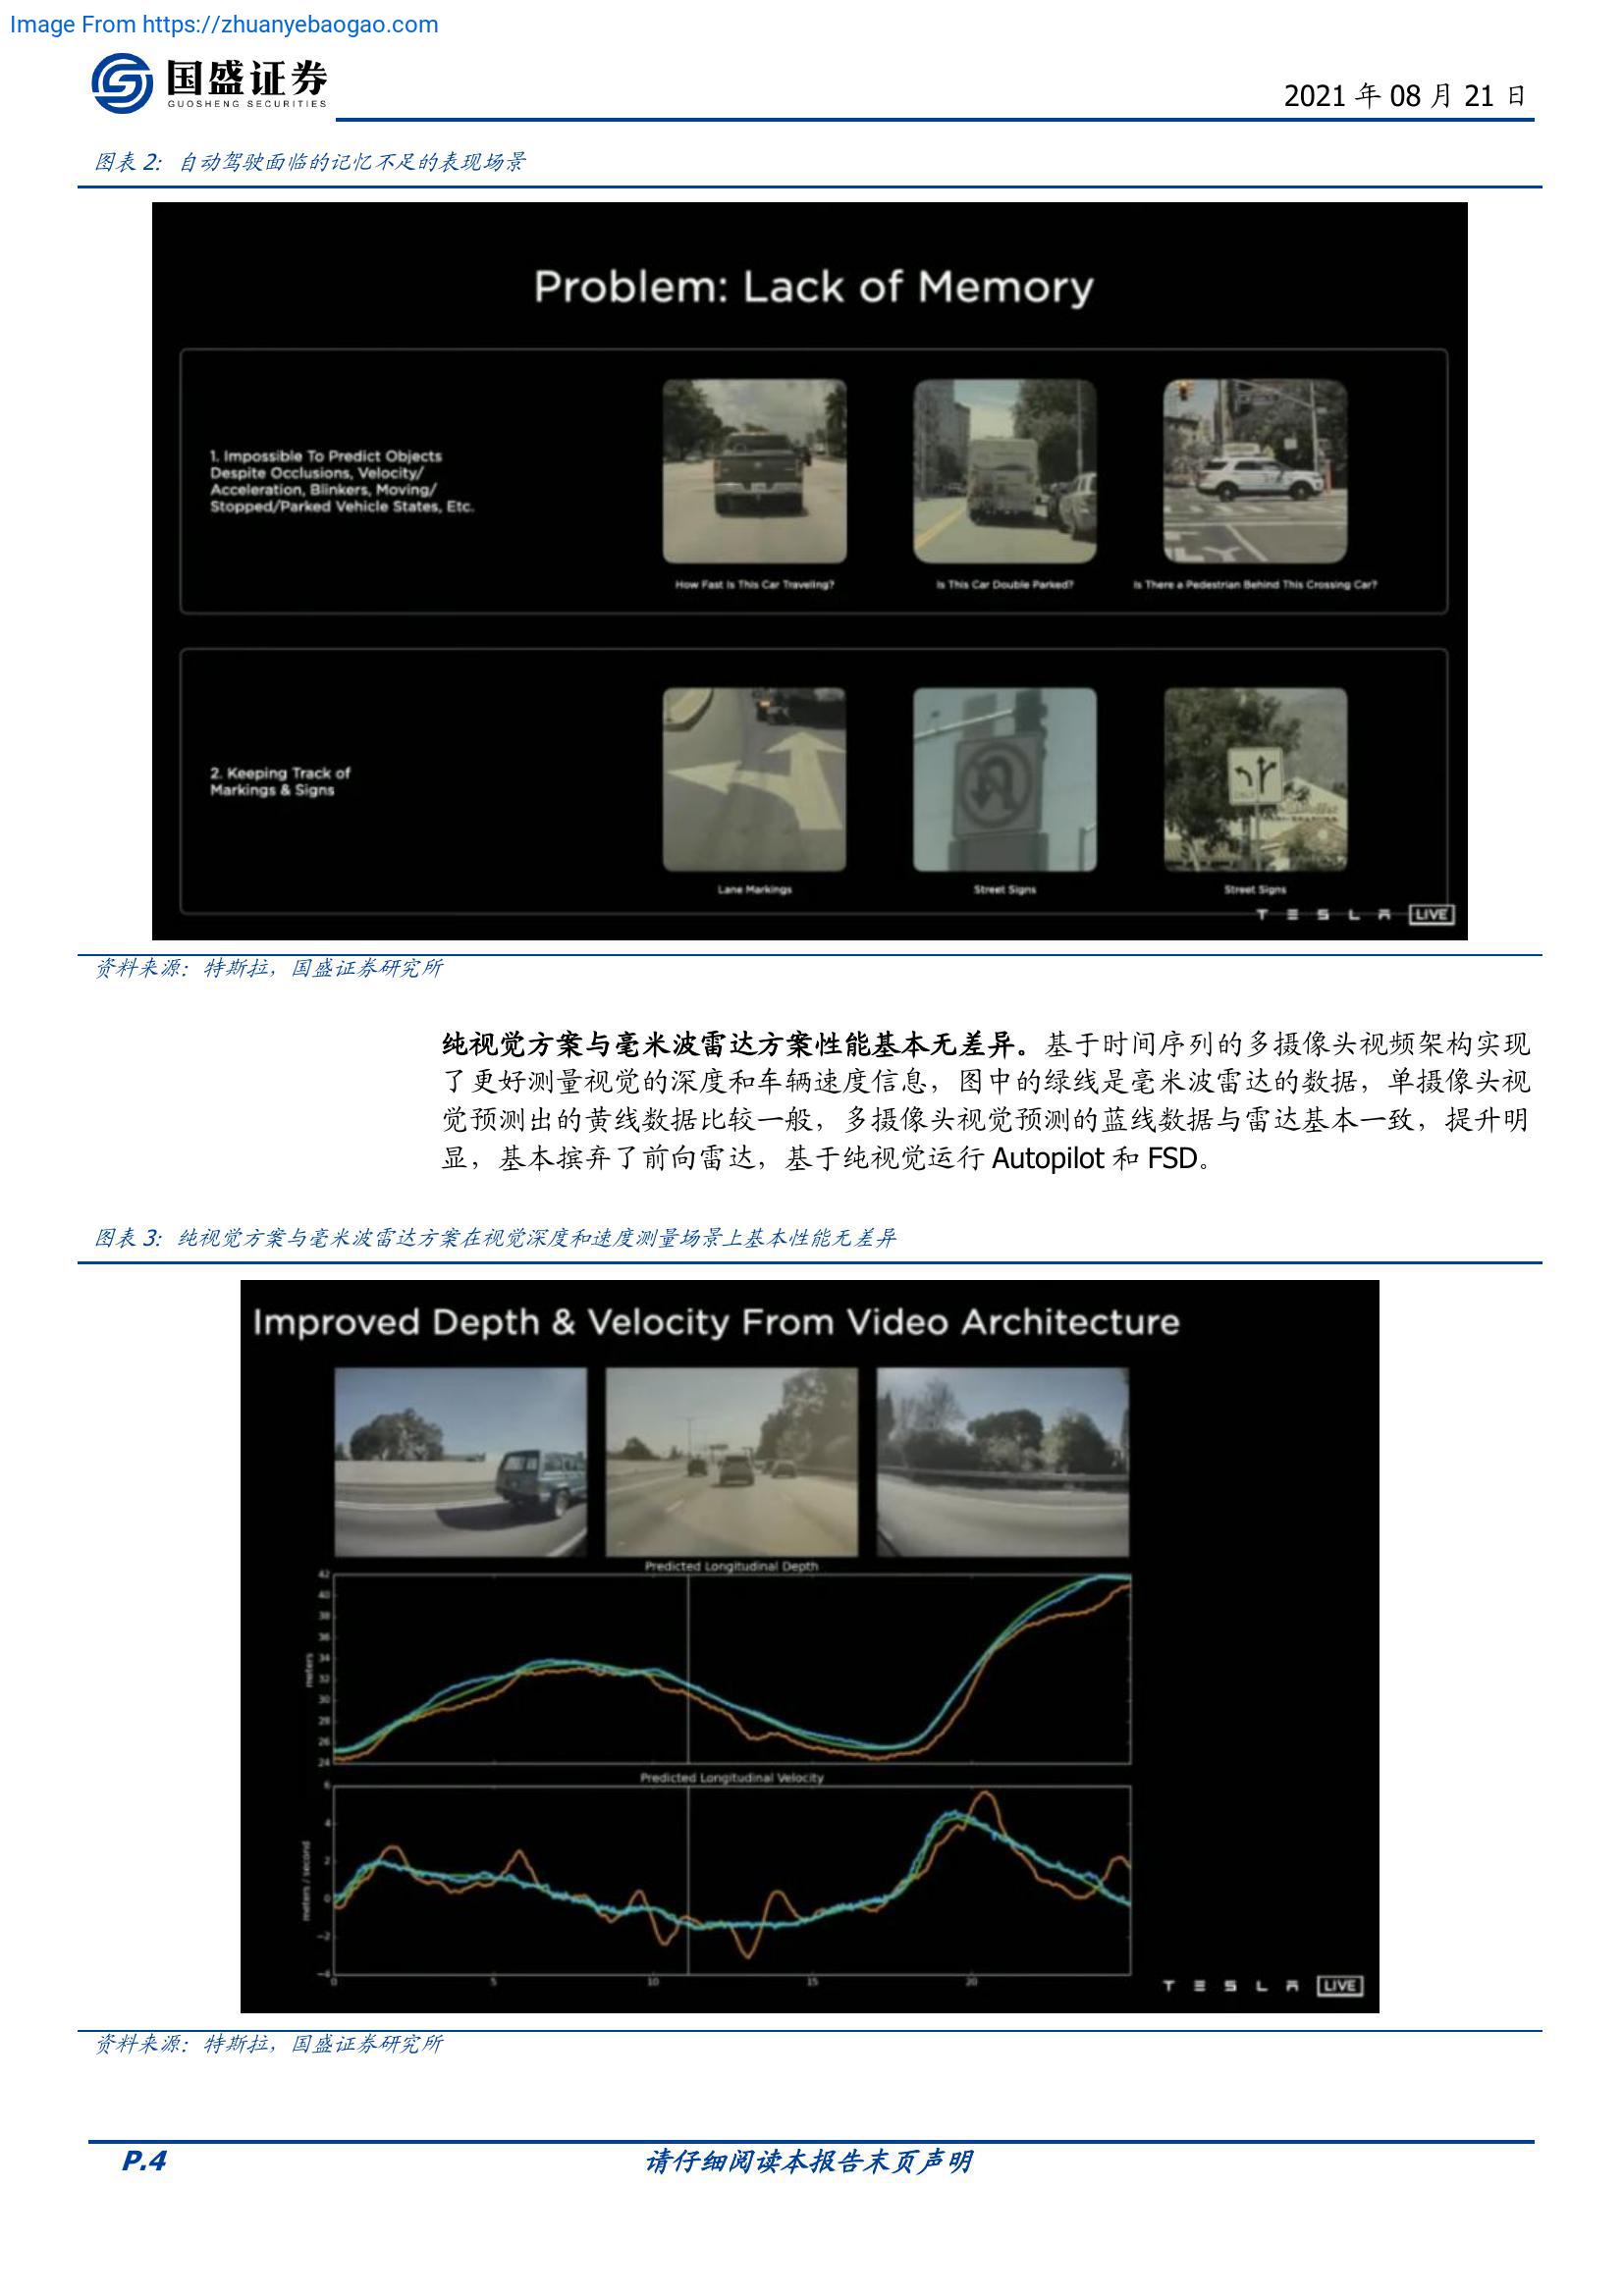 Image From https://zhuanyebaogao.com
国盛证券
GUOSHENG SECURITIES
2021 年 08 月 21 日
图表 2: 自动驾驶面临的记忆不足的表现场景
Problem: Lack of Memory
1. Impossible To Predict Objects
Despite Occlusions, Velocity/
Acceleration, Blinkers, Moving/
Stopped/Parked Vehicle States, Etc.
How Fast Is This Car Traveling?
Is This Car Double Parked?
Is There a Pedestrian Behind This Crossing Car?
2. Keeping Track of
Markings & Signs
ONLY
Lane Markings
Street Signs
Street Signs
TESLA LIVE
资料来源：特斯拉，国盛证券研究所
纯视觉方案与毫米波雷达方案性能基本无差异。基于时间序列的多摄像头视频架构实现
了更好测量视觉的深度和车辆速度信息，图中的绿线是毫米波雷达的数据，单摄像头视
觉预测出的黄线数据比较一般，多摄像头视觉预测的蓝线数据与雷达基本一致，提升明
显，基本摈弃了前向雷达，基于纯视觉运行 Autopilot 和 FSD。
图表 3: 纯视觉方案与毫米波雷达方案在视觉深度和速度测量场景上基本性能无差异
Improved Depth & Velocity From Video Architecture
Predicted Longitudinal Depth
42
40
38
36
34
32
30
28
26
24
meters
Predicted Longitudinal Velocity
6
4
2
0
-2
-4
meters / second
0 5 10 15 20
TESLA LIVE
资料来源：特斯拉，国盛证券研究所
P.4
请仔细阅读本报告末页声明